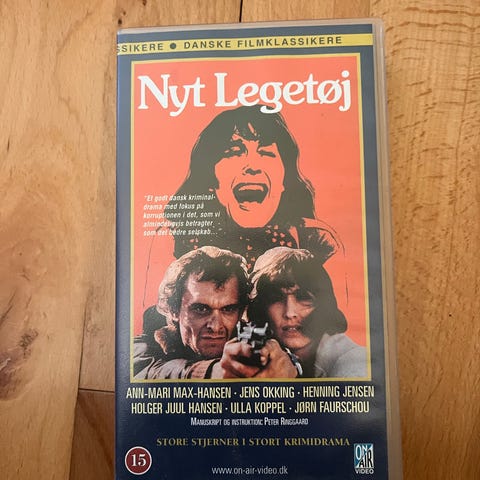 SSIKERE • DANSKE FILMKLASSIKERE
Nyt Legetøj
"Et godt dansk kriminal-
drama med fokus på
korruptionen i det, som vi
almindeligvis betragter
som det bedre selskab...
ANN-MARI MAX-HANSEN · JENS OKKING · HENNING JENSEN
HOLGER JUUL HANSEN · ULLA KOPPEL · JØRN FAURSCHOU
MANUSKRIPT OG INSTRUKTION: PETER RINGGAARD
STORE STJERNER I STORT KRIMIDRAMA
15
www.on-air-video.dk
ON
AIR
VIDEO